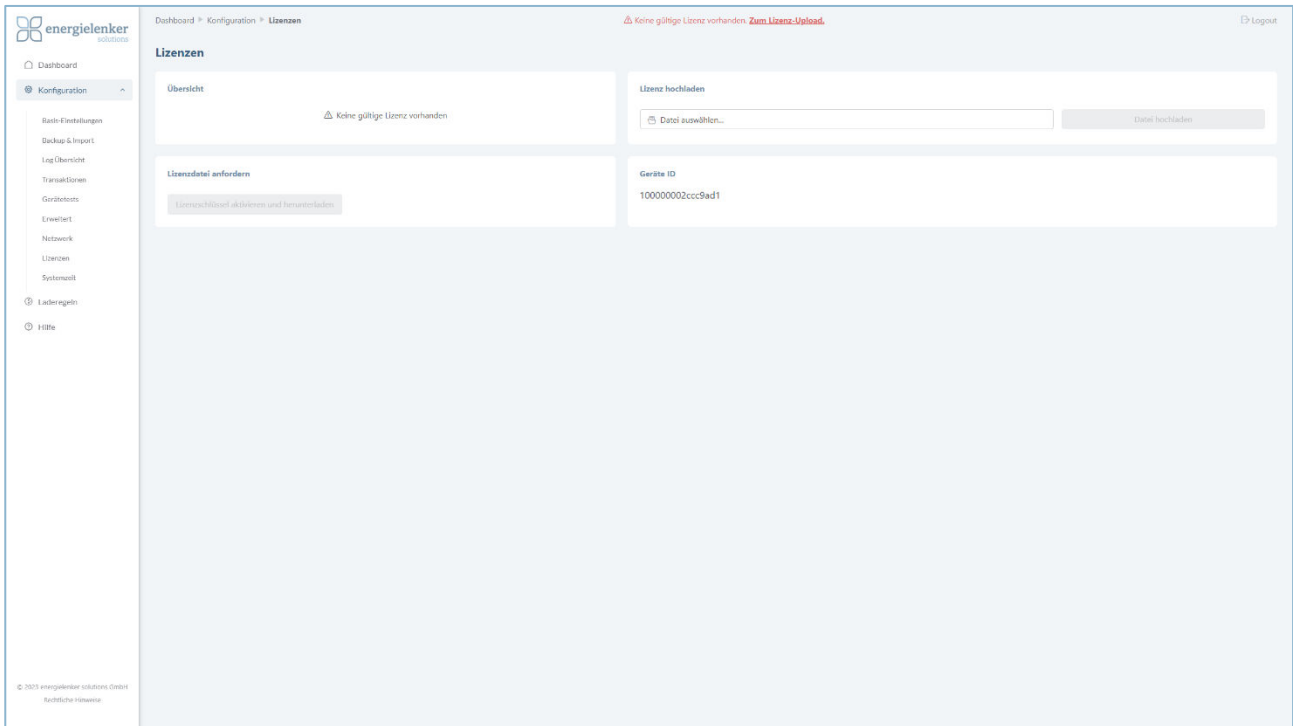 energielenker
solutions
Dashboard
Konfiguration
Basis-Einstellungen
Backup & Import
Log Übersicht
Transaktionen
Gerätetests
Erweitert
Netzwerk
Lizenzen
Systemzeit
Laderegeln
Hilfe
© 2023 energielenker solutions GmbH
Rechtliche Hinweise
Dashboard Konfiguration Lizenzen
Keine gültige Lizenz vorhanden. Zum Lizenz-Upload.
Logout
Lizenzen
Übersicht
Keine gültige Lizenz vorhanden
Lizenz hochladen
Datei auswählen...
Datei hochladen
Lizenzdatei anfordern
Lizenzschlüssel aktivieren und herunterladen
Geräte ID
100000002ccc9ad1